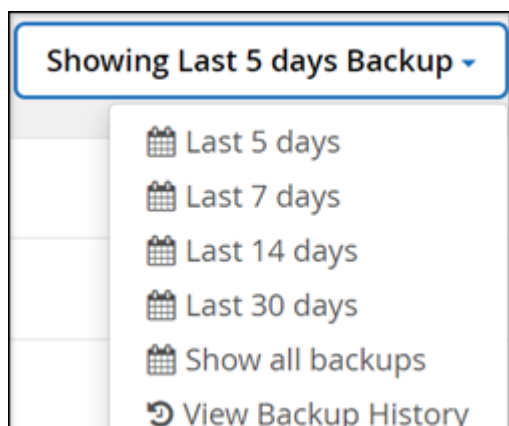 Showing Last 5 days Backup
Last 5 days
Last 7 days
Last 14 days
Last 30 days
Show all backups
View Backup History